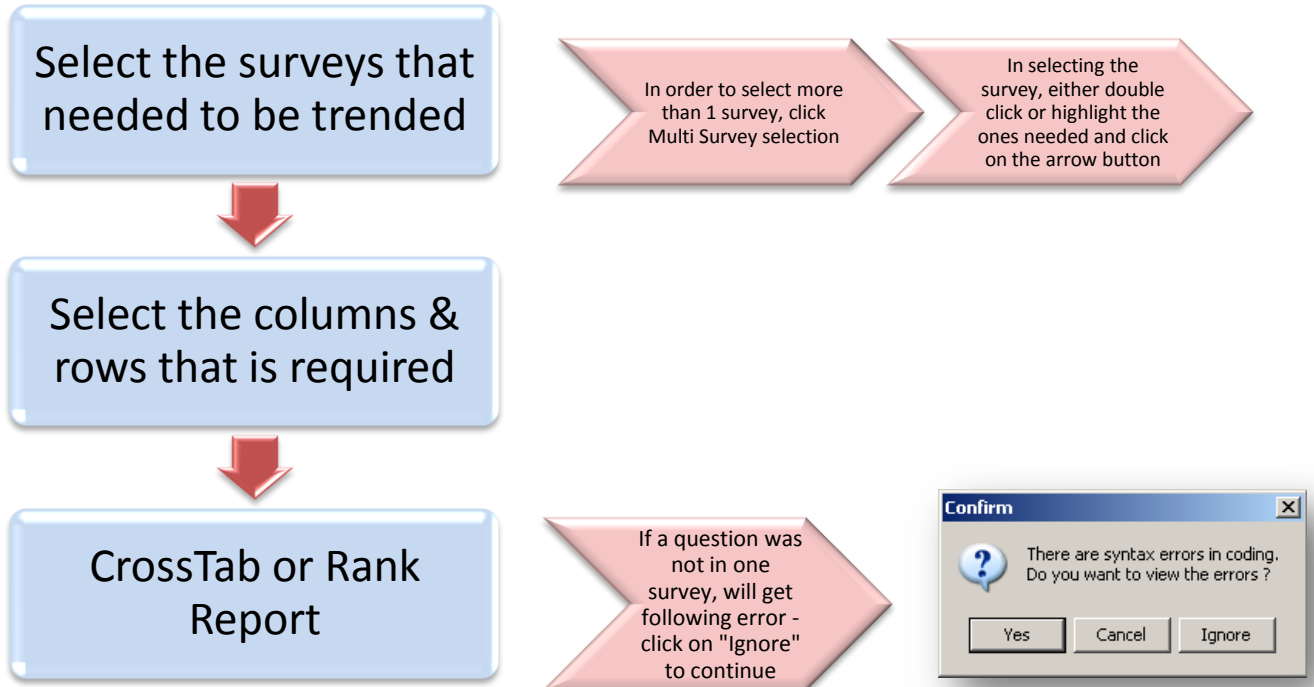 Select the surveys that
needed to be trended
In order to select more
than 1 survey, click
Multi Survey selection
In selecting the
survey, either double
click or highlight the
ones needed and click
on the arrow button
Select the columns &
rows that is required
CrossTab or Rank
Report
If a question was
not in one
survey, will get
following error -
click on "Ignore"
to continue
Confirm
There are syntax errors in coding.
Do you want to view the errors ?
Yes
Cancel
Ignore